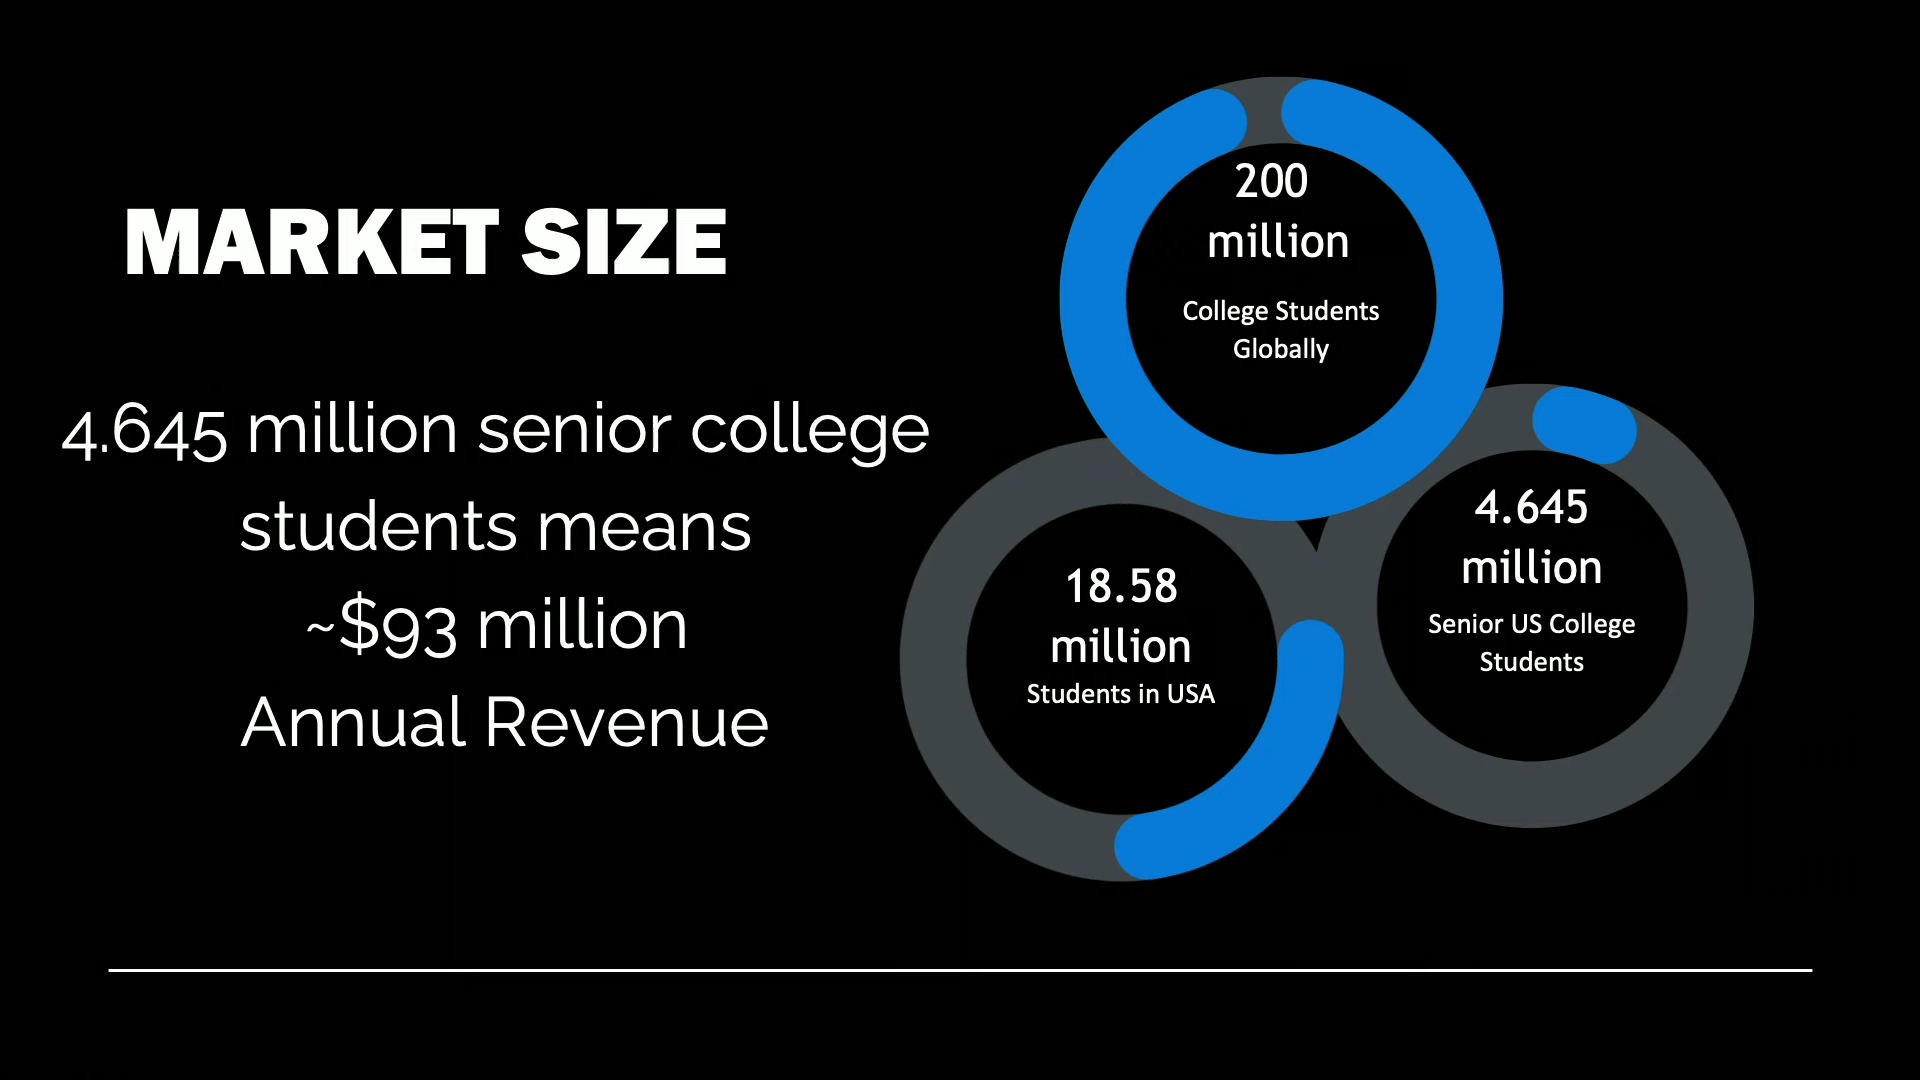 MARKET SIZE
4.645 million senior college
students means
~$93 million
Annual Revenue
200
million
College Students
Globally
18.58
million
Students in USA
4.645
million
Senior US College
Students